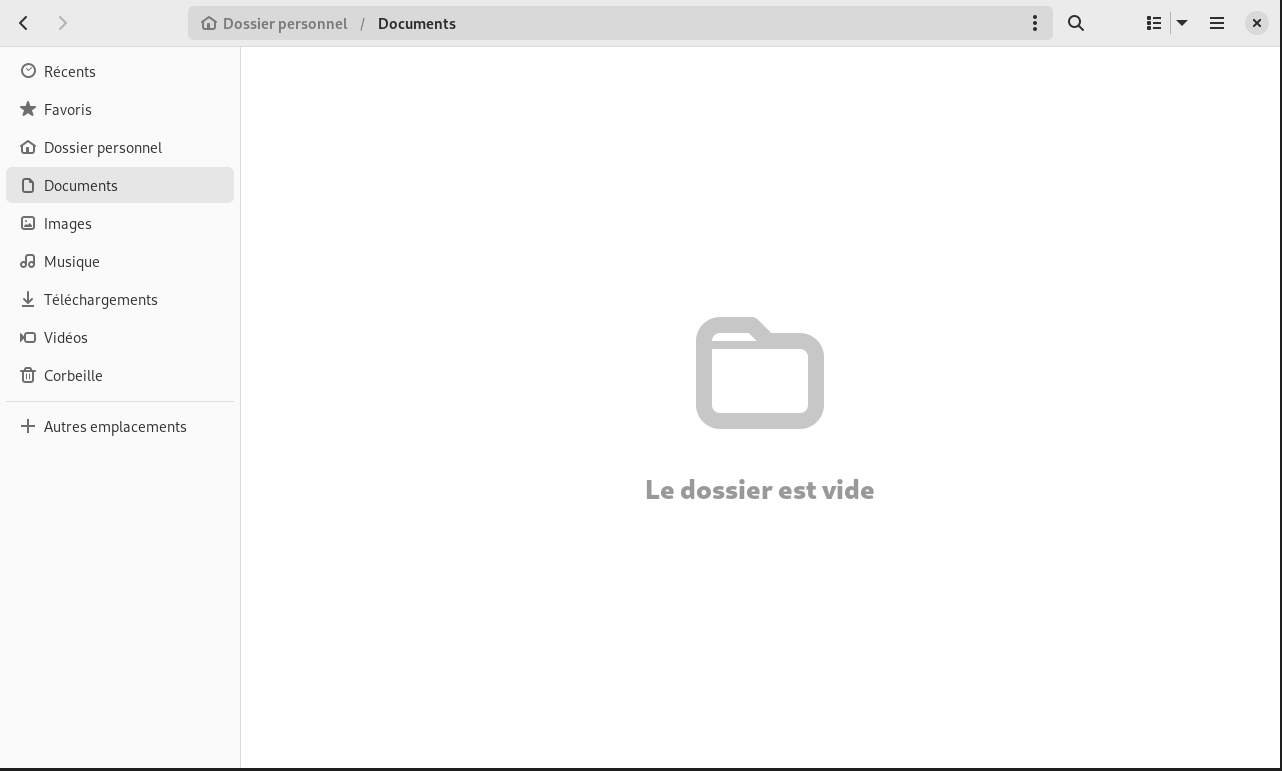 Dossier personnel / Documents
Récents
Favoris
Dossier personnel
Documents
Images
Musique
Téléchargements
Vidéos
Corbeille
Autres emplacements
Le dossier est vide